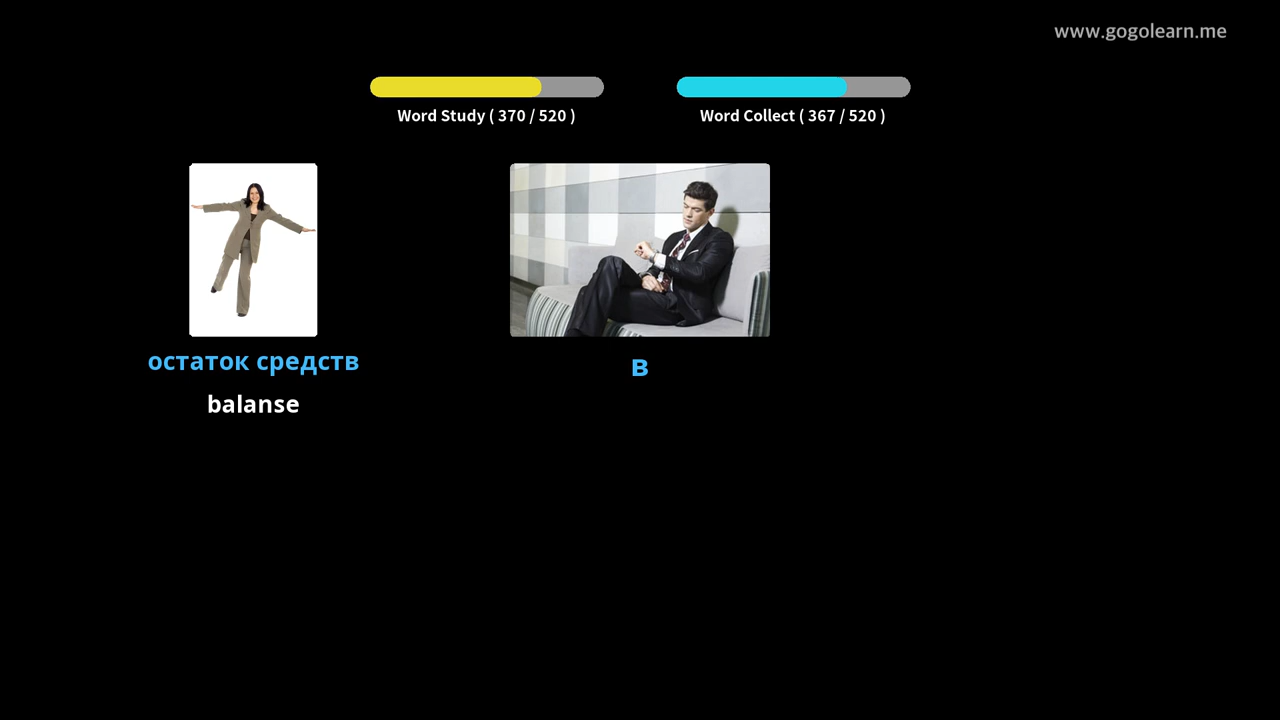 www.gogolearn.me
Word Study ( 370 / 520 )
Word Collect ( 367 / 520 )
остаток средств
balanse
в